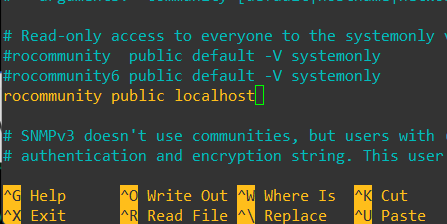 # Read-only access to everyone to the systemonly
#rocommunity  public default -V systemonly
#rocommunity6 public default -V systemonly
rocommunity public localhost
# SNMPv3 doesn't use communities, but users with
# authentication and encryption string. This user
^G Help ^O Write Out ^W Where Is ^K Cut
^X Exit ^R Read File ^\ Replace ^U Paste